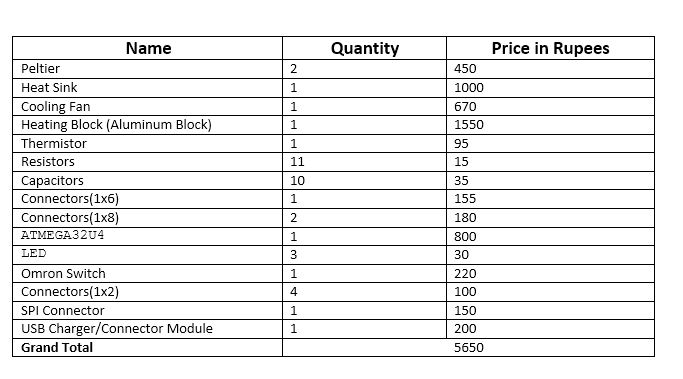 Name Quantity Price in Rupees
Peltier 2 450
Heat Sink 1 1000
Cooling Fan 1 670
Heating Block (Aluminum Block) 1 1550
Thermistor 1 95
Resistors 11 15
Capacitors 10 35
Connectors(1x6) 1 155
Connectors(1x8) 2 180
ATMEGA32U4 1 800
LED 3 30
Omron Switch 1 220
Connectors(1x2) 4 100
SPI Connector 1 150
USB Charger/Connector Module 1 200
Grand Total 5650